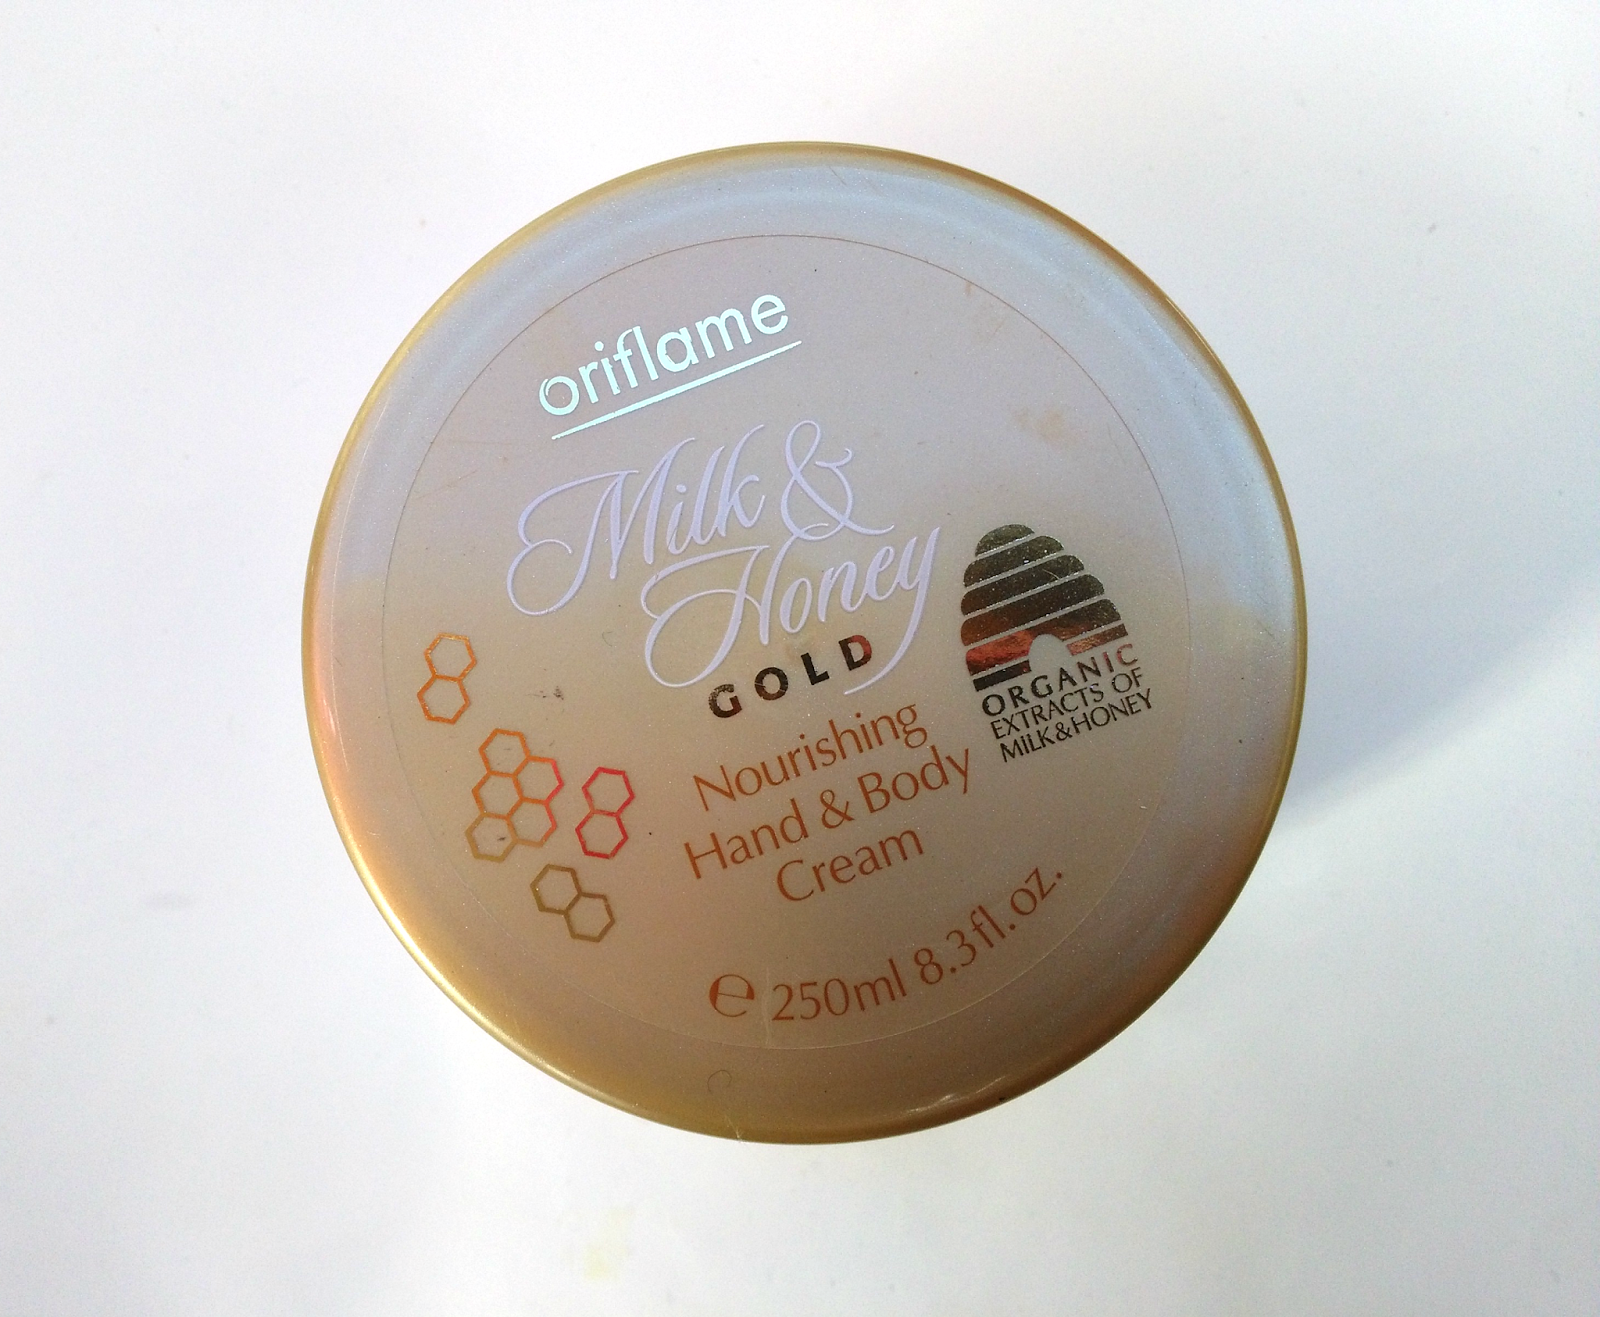 oriflame
Milk &
Honey
GOLD
Nourishing
Hand & Body
Cream
ORGANIC
EXTRACTS OF
MILK&HONEY
℮ 250ml 8.3fl.oz.